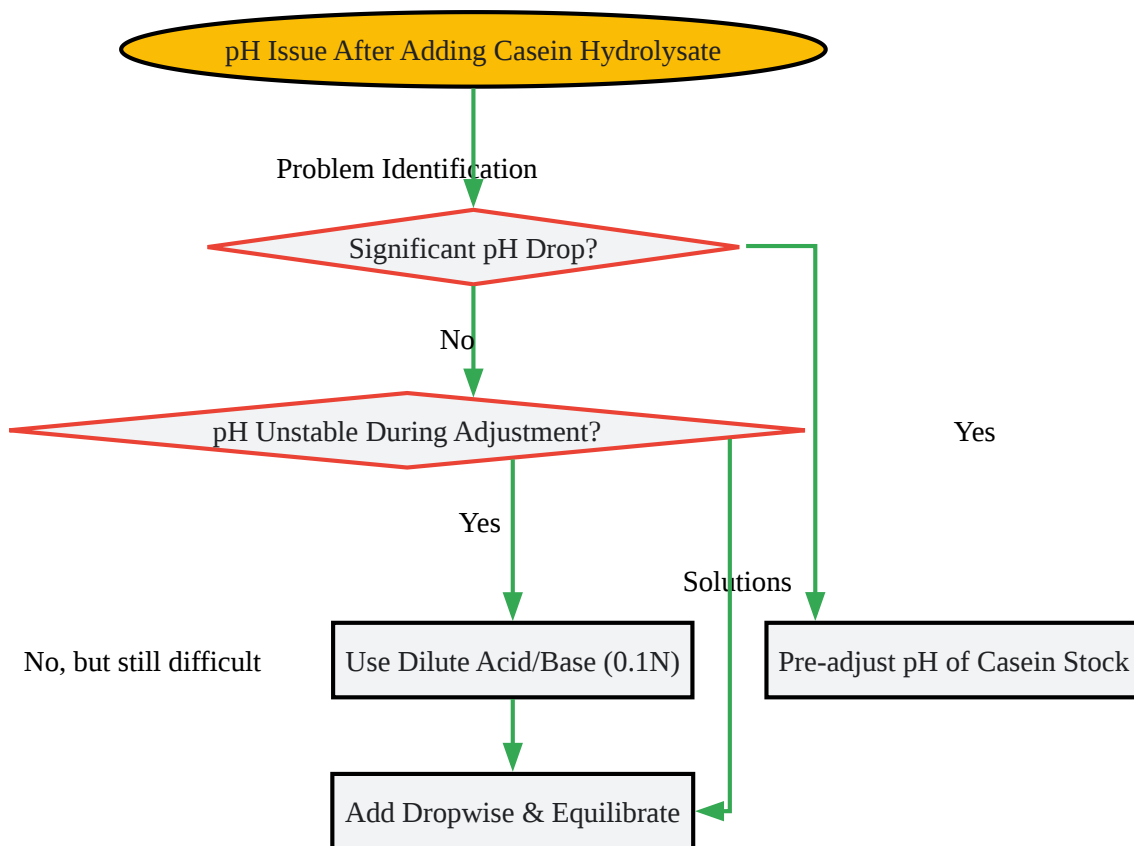 pH Issue After Adding Casein Hydrolysate
Problem Identification
Significant pH Drop?
No
pH Unstable During Adjustment?
Yes
Yes
Solutions
No, but still difficult
Use Dilute Acid/Base (0.1N)
Pre-adjust pH of Casein Stock
Add Dropwise & Equilibrate